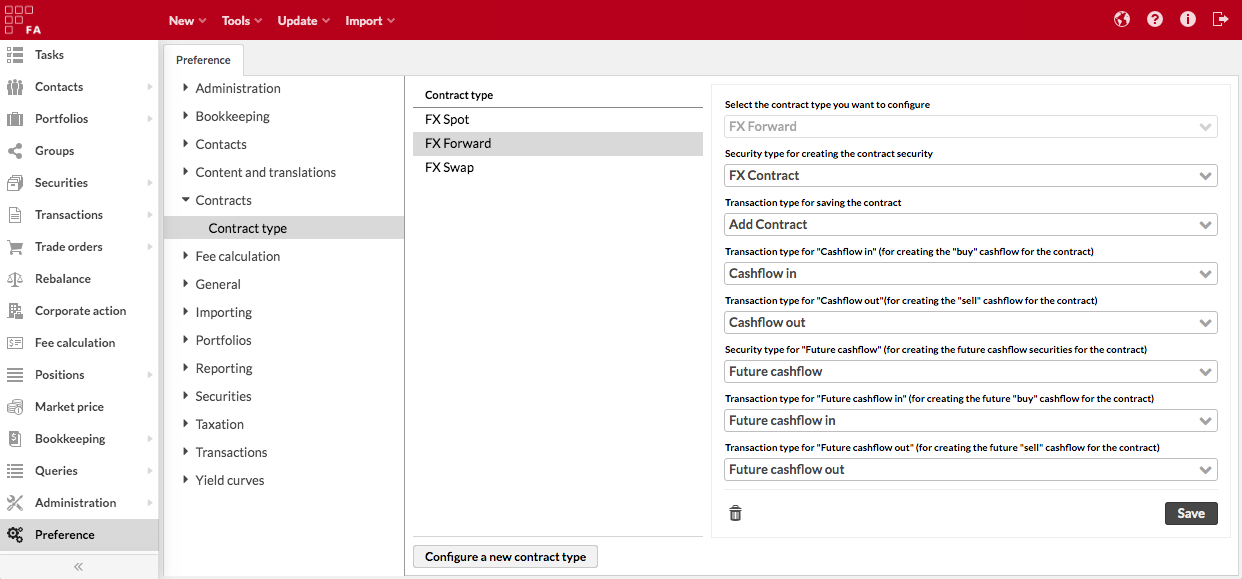 FA
New
Tools
Update
Import
Tasks
Contacts
Portfolios
Groups
Securities
Transactions
Trade orders
Rebalance
Corporate action
Fee calculation
Positions
Market price
Bookkeeping
Queries
Administration
Preference
Preference
Administration
Bookkeeping
Contacts
Content and translations
Contracts
Contract type
Fee calculation
General
Importing
Portfolios
Reporting
Securities
Taxation
Transactions
Yield curves
Contract type
FX Spot
FX Forward
FX Swap
Configure a new contract type
Select the contract type you want to configure
FX Forward
Security type for creating the contract security
FX Contract
Transaction type for saving the contract
Add Contract
Transaction type for "Cashflow in" (for creating the "buy" cashflow for the contract)
Cashflow in
Transaction type for "Cashflow out"(for creating the "sell" cashflow for the contract)
Cashflow out
Security type for "Future cashflow" (for creating the future cashflow securities for the contract)
Future cashflow
Transaction type for "Future cashflow in" (for creating the future "buy" cashflow for the contract)
Future cashflow in
Transaction type for "Future cashflow out" (for creating the future "sell" cashflow for the contract)
Future cashflow out
Save